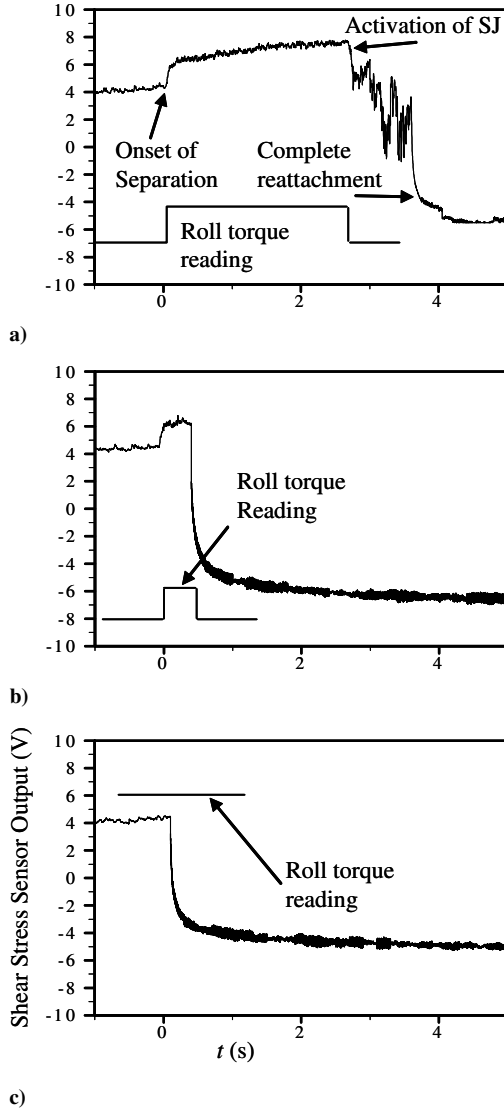 10
8
Activation of SJ
6
4
2
0
Onset of
Separation
Complete
reattachment
-2
-4
-6
Roll torque
reading
-8
-10
0
2
4
a)
10
8
6
4
2
Roll torque
Reading
0
-2
-4
-6
-8
-10
0
2
4
b)
Shear Stress Sensor Output (V)
10
8
6
4
2
0
Roll torque
reading
-2
-4
-6
-8
-10
0
2
4
t (s)
c)